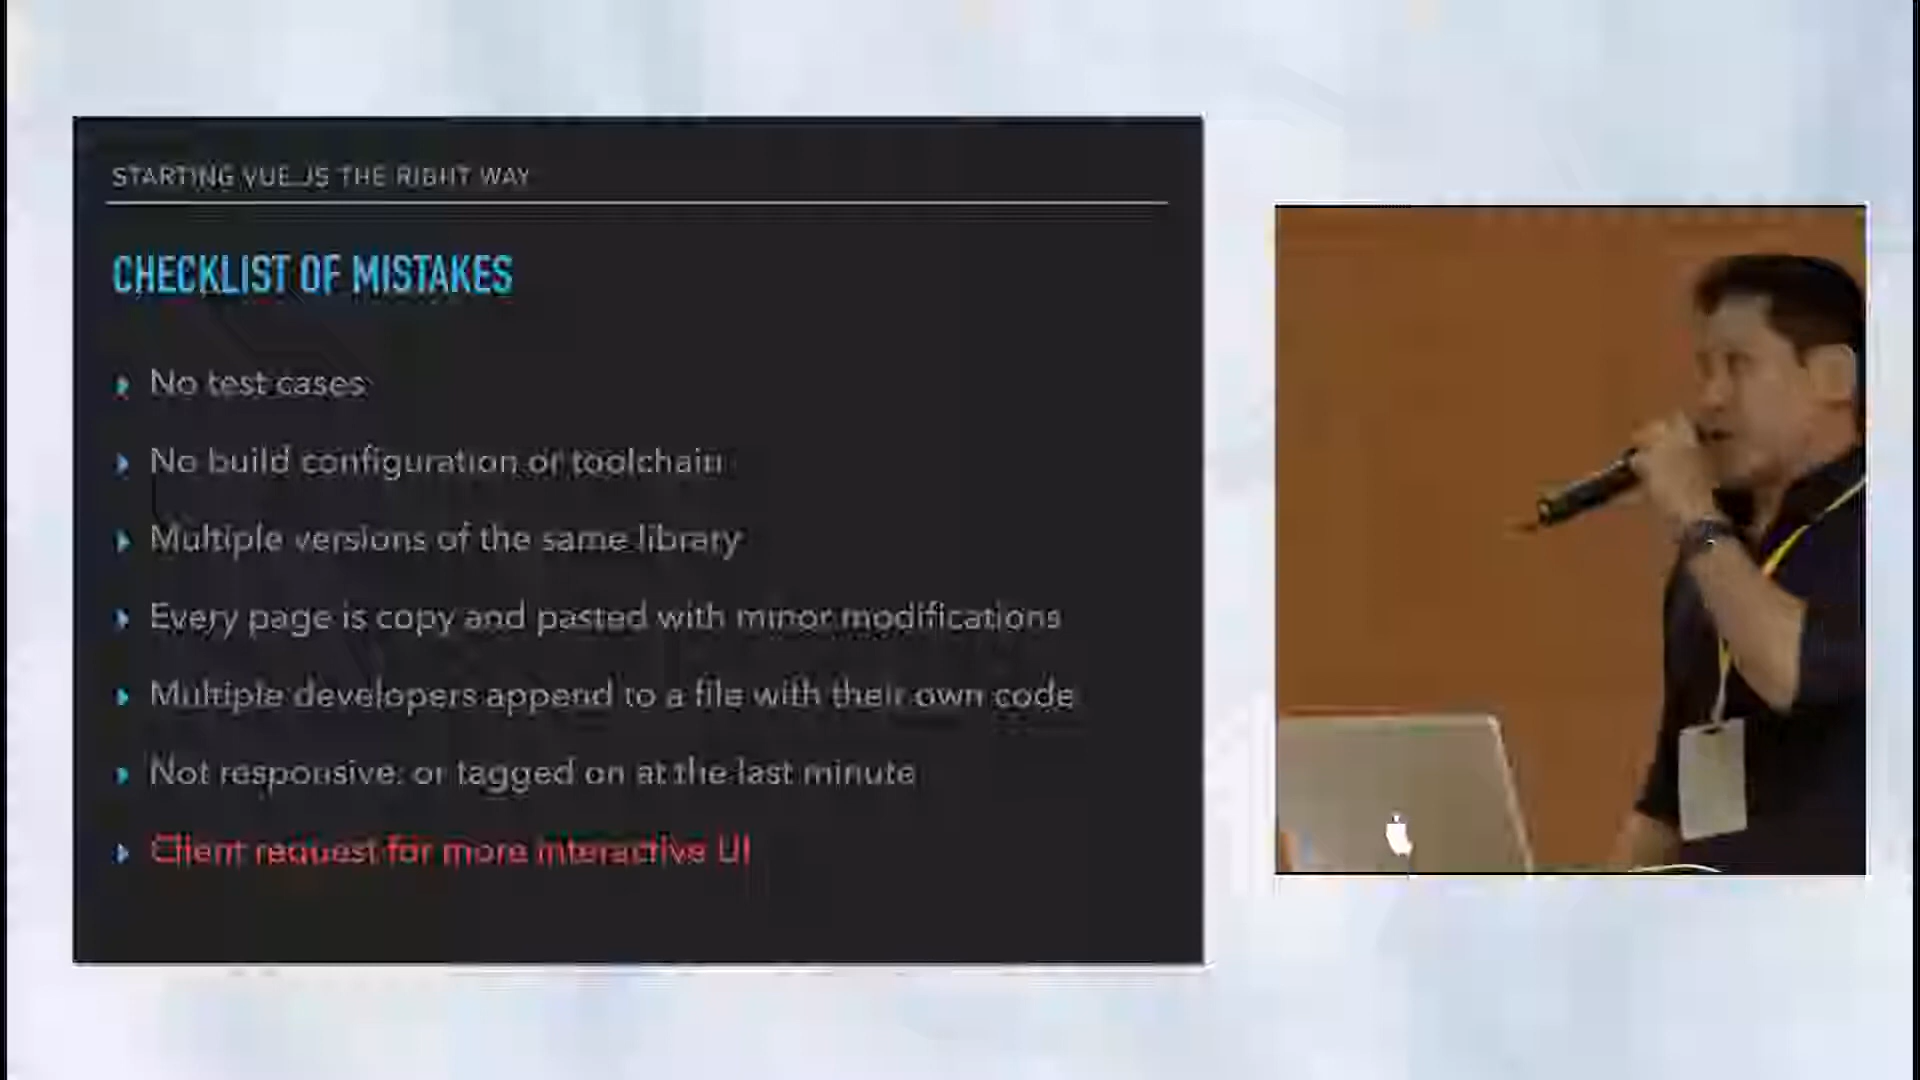 STARTING VUE.JS THE RIGHT WAY
CHECKLIST OF MISTAKES
No test cases
No build configuration or toolchain
Multiple versions of the same library
Every page is copy and pasted with minor modifications
Multiple developers append to a file with their own code
Not responsive: or tagged on at the last minute
Client request for more interactive UI